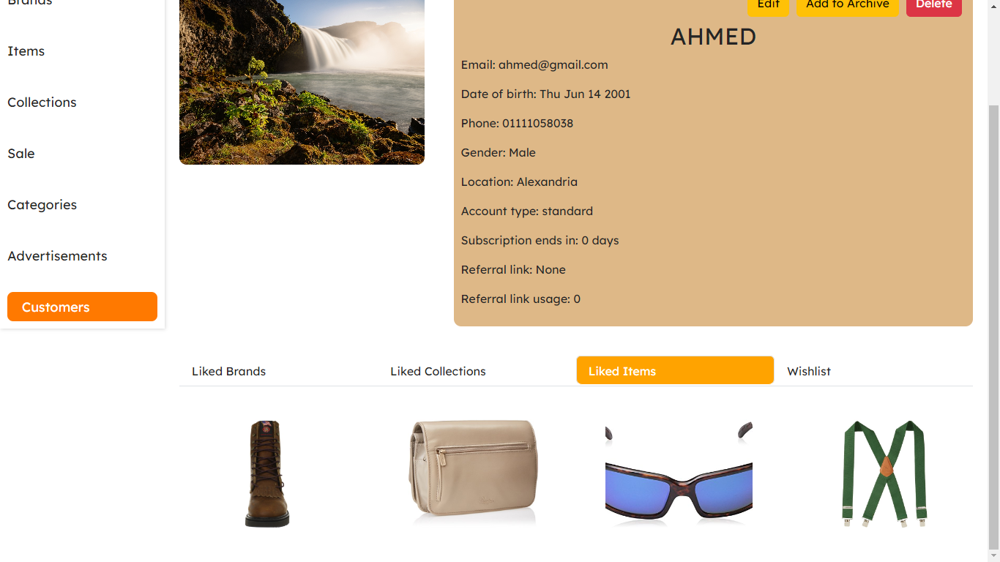 Brands
Edit
Add to Archive
Delete
AHMED
Email: ahmed@gmail.com
Date of birth: Thu Jun 14 2001
Phone: 01111058038
Gender: Male
Location: Alexandria
Account type: standard
Subscription ends in: 0 days
Referral link: None
Referral link usage: 0
Items
Collections
Sale
Categories
Advertisements
Customers
Liked Brands
Liked Collections
Liked Items
Wishlist